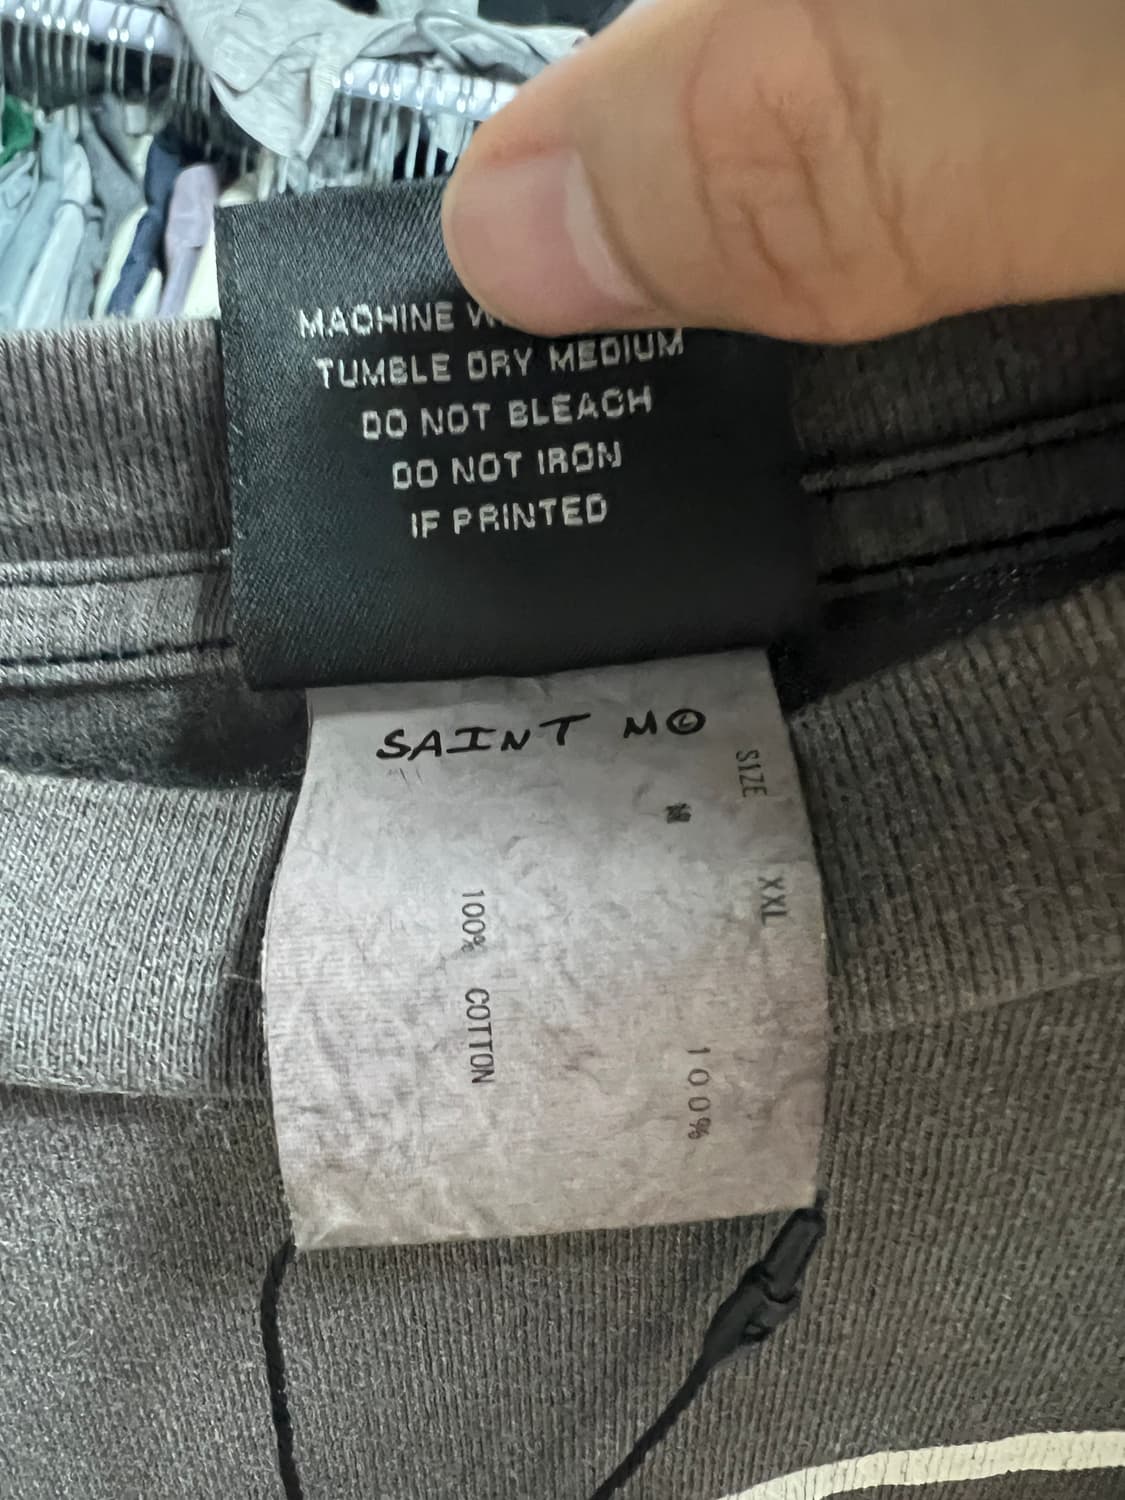 MACHINE
TUMBLE DRY MEDIUM
DO NOT BLEACH
DO NOT IRON
IF PRINTED
SAINT M©
SIZE XXL
100%
100% COTTON